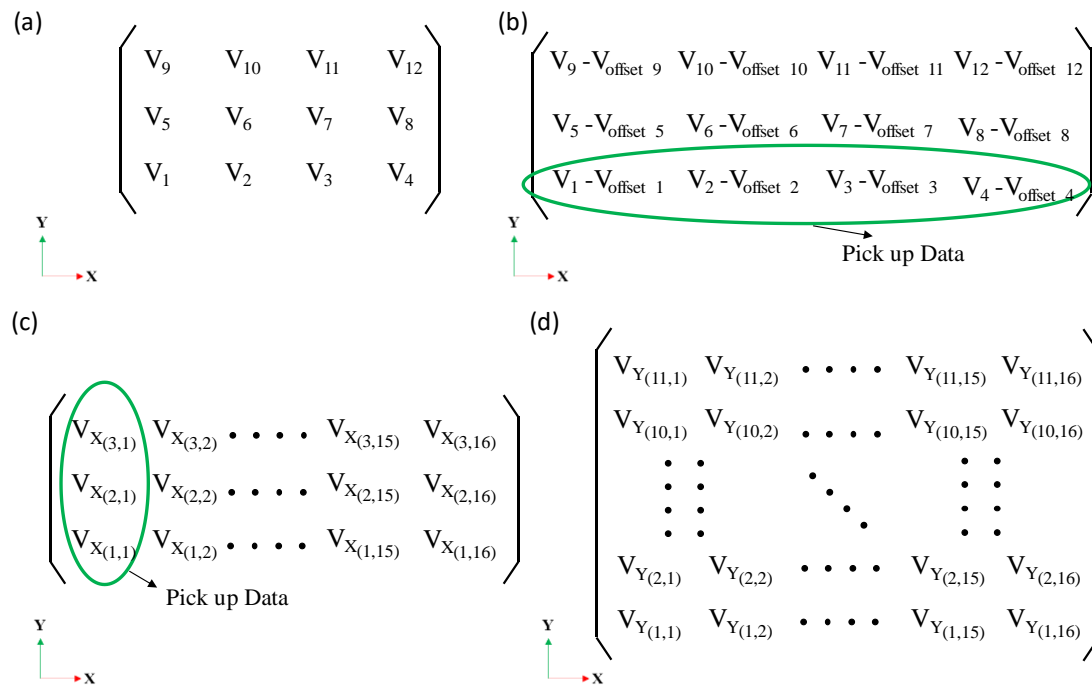 (a)
V9 V10 V11 V12
V5 V6 V7 V8
V1 V2 V3 V4
Y
X
(b)
V9 -Voffset 9 V10 -Voffset 10 V11 -Voffset 11 V12 -Voffset 12
V5 -Voffset 5 V6 -Voffset 6 V7 -Voffset 7 V8 -Voffset 8
V1 -Voffset 1 V2 -Voffset 2 V3 -Voffset 3 V4 -Voffset 4
Pick up Data
Y
X
(c)
VX(3,1) VX(3,2) • • • • VX(3,15) VX(3,16)
VX(2,1) VX(2,2) • • • • VX(2,15) VX(2,16)
VX(1,1) VX(1,2) • • • • VX(1,15) VX(1,16)
Pick up Data
Y
X
(d)
VY(11,1) VY(11,2) • • • • VY(11,15) VY(11,16)
VY(10,1) VY(10,2) • • • • VY(10,15) VY(10,16)
VY(2,1) VY(2,2) • • • • VY(2,15) VY(2,16)
VY(1,1) VY(1,2) • • • • VY(1,15) VY(1,16)
Y
X